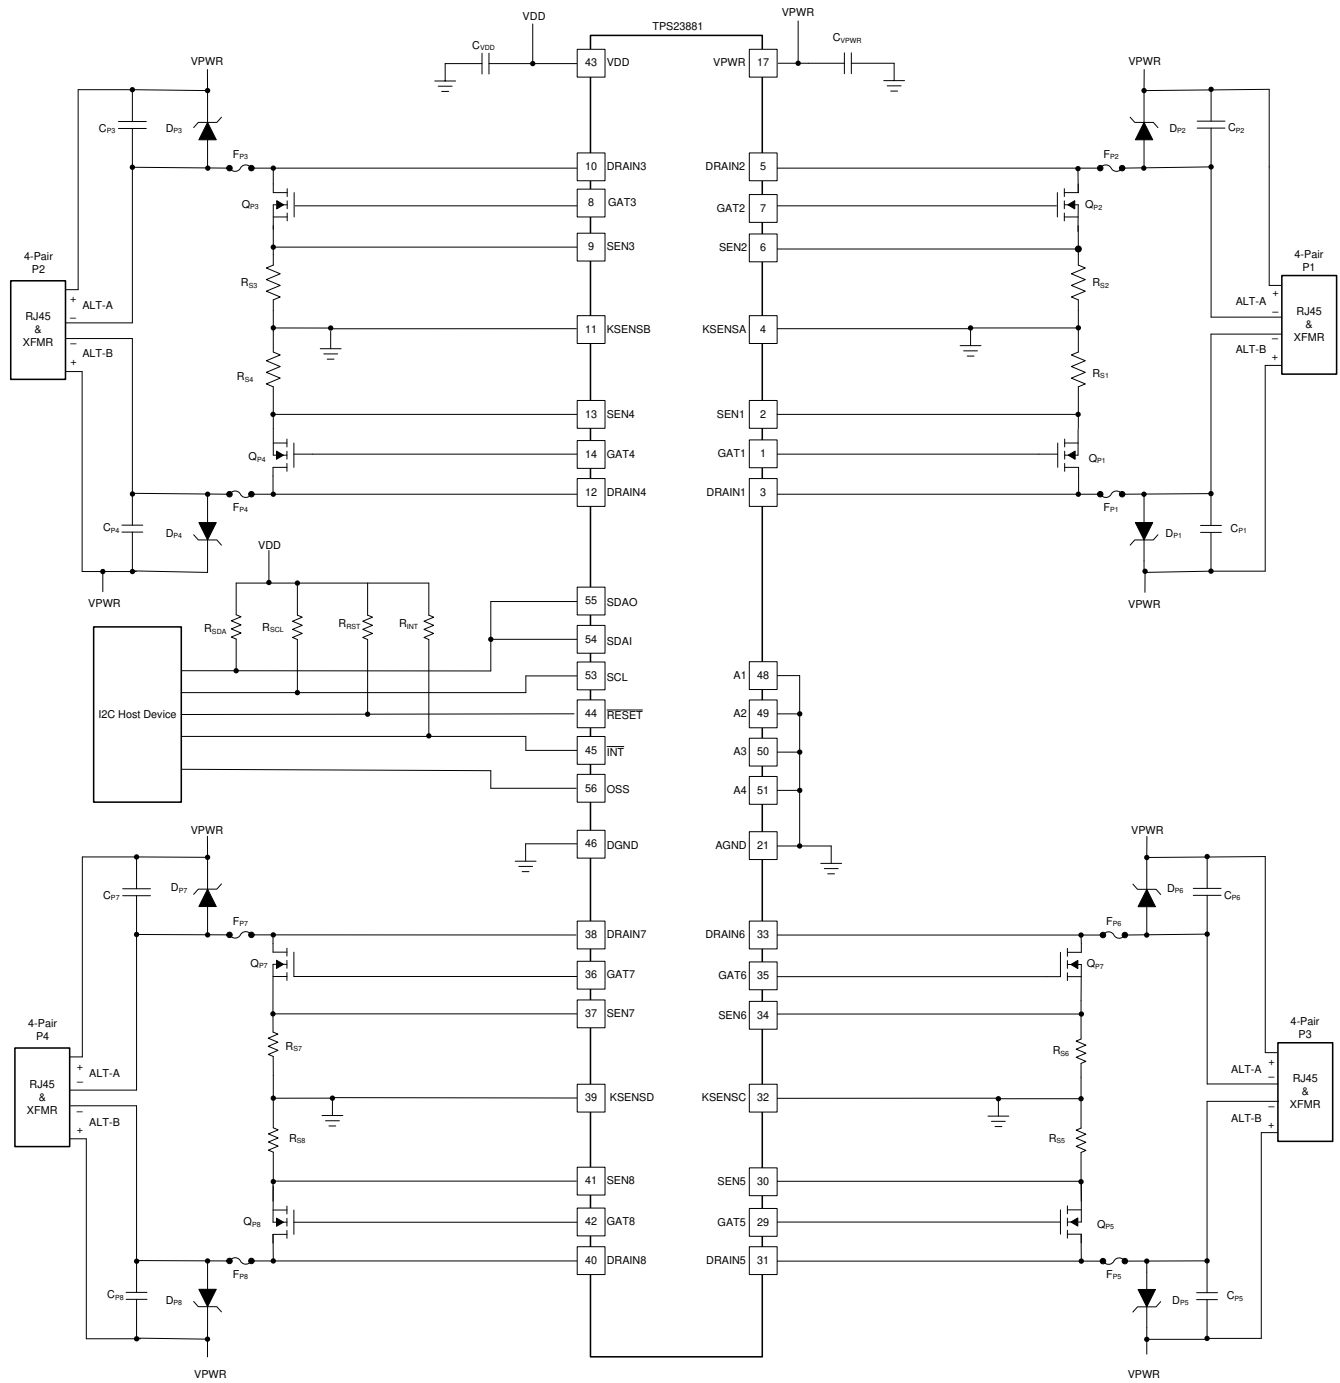 TPS23881
VDD
VPWR
CVDD
CVPWR
43 VDD
VPWR 17
VPWR
CP3
DP3
FP3
10 DRAIN3
QP3
8 GAT3
9 SEN3
4-Pair
P2
RS3
+
ALT-A
–
RJ45
&
XFMR
–
ALT-B
+
11 KSENSB
RS4
13 SEN4
QP4
14 GAT4
FP4
12 DRAIN4
CP4
DP4
VPWR
VPWR
DP2
CP2
FP2
DRAIN2 5
QP2
GAT2 7
SEN2 6
4-Pair
P1
RS2
+
ALT-A
–
RJ45
&
XFMR
–
ALT-B
+
KSENSA 4
RS1
SEN1 2
GAT1 1
QP1
DRAIN1 3
FP1
DP1
CP1
VPWR
VDD
RSDA
RSCL
RRST
RINT
55 SDAO
54 SDAI
53 SCL
44 RESET
45 INT
56 OSS
46 DGND
I2C Host Device
A1 48
A2 49
A3 50
A4 51
AGND 21
VPWR
CP7
DP7
FP7
38 DRAIN7
QP7
36 GAT7
37 SEN7
4-Pair
P4
RS7
+
ALT-A
–
RJ45
&
XFMR
–
ALT-B
+
39 KSENSD
RS8
41 SEN8
QP8
42 GAT8
FP8
40 DRAIN8
CP8
DP8
VPWR
VPWR
DP6
CP6
FP6
DRAIN6 33
QP7
GAT6 35
SEN6 34
4-Pair
P3
RS6
+
ALT-A
–
RJ45
&
XFMR
–
ALT-B
+
KSENSC 32
RS5
SEN5 30
GAT5 29
QP5
DRAIN5 31
FP5
DP5
CP5
VPWR